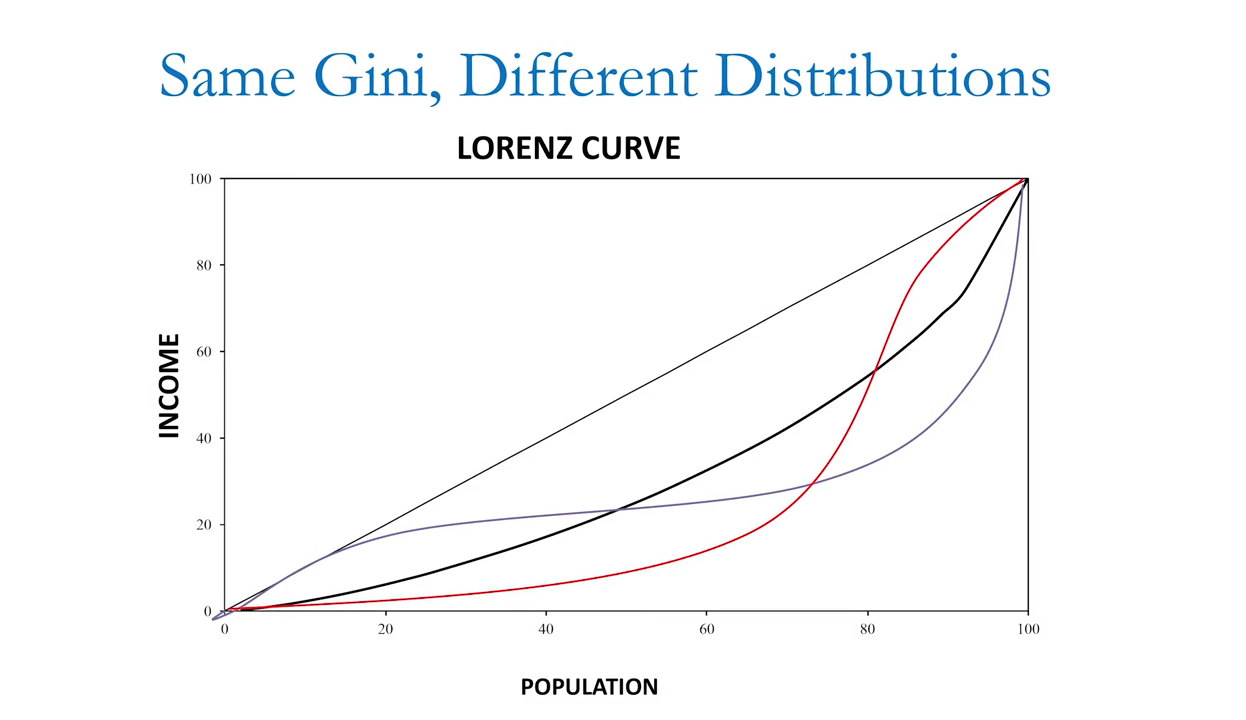 Same Gini, Different Distributions
LORENZ CURVE
100
80
60
40
20
0
INCOME
0 20 40 60 80 100
POPULATION